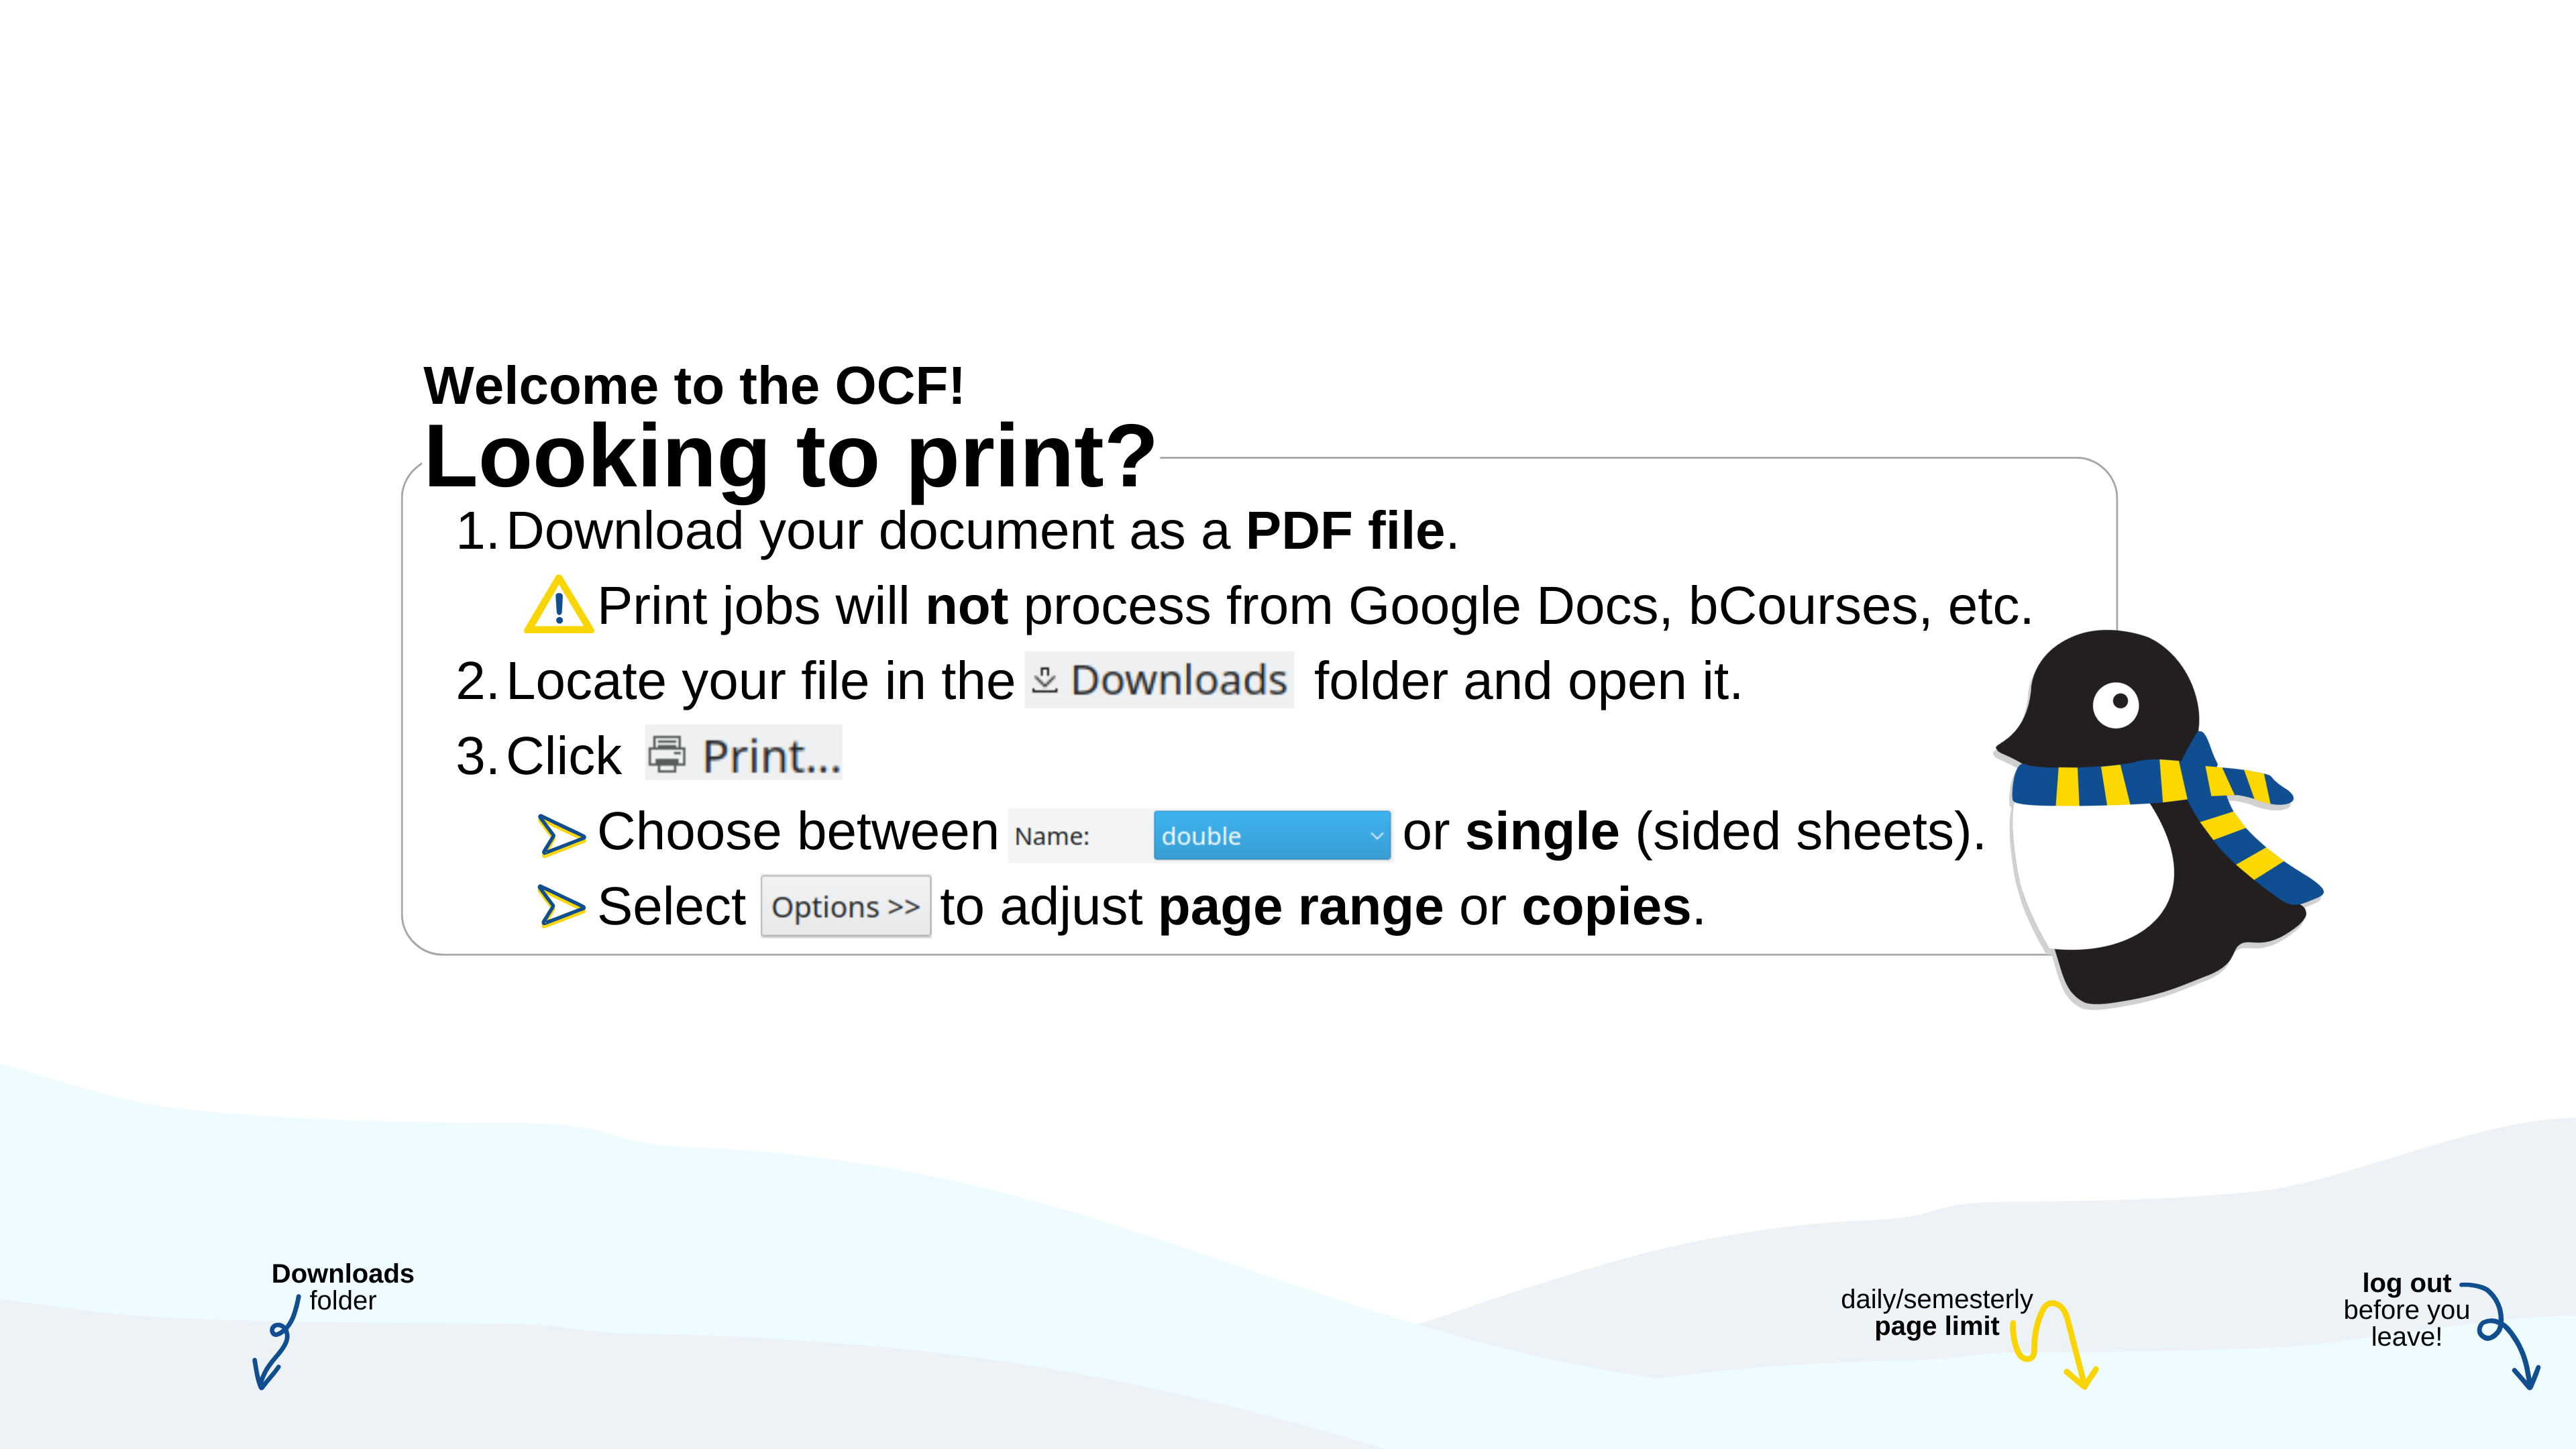 Welcome to the OCF!
Looking to print?
1. Download your document as a PDF file.
Print jobs will not process from Google Docs, bCourses, etc.
2. Locate your file in the Downloads folder and open it.
3. Click Print...
Choose between Name: double or single (sided sheets).
Select Options >> to adjust page range or copies.
Downloads
folder
daily/semesterly
page limit
log out
before you
leave!